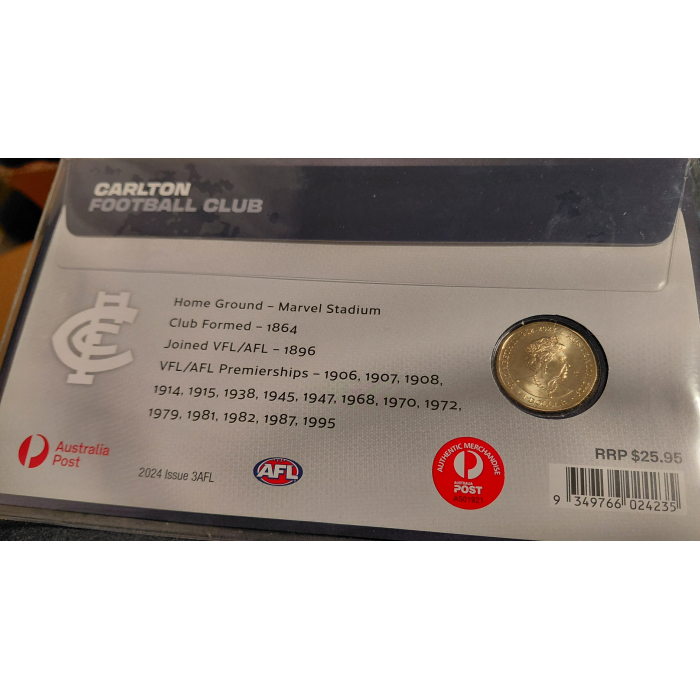 CARLTON
FOOTBALL CLUB
Home Ground – Marvel Stadium
Club Formed – 1864
Joined VFL/AFL – 1896
VFL/AFL Premierships – 1906, 1907, 1908,
1914, 1915, 1938, 1945, 1947, 1968, 1970, 1972,
1979, 1981, 1982, 1987, 1995
Australia
Post
2024 Issue 3AFL
AFL
AUTHENTIC MERCHANDISE
AUSTRALIA
POST
RRP $25.95
9 349766 024235